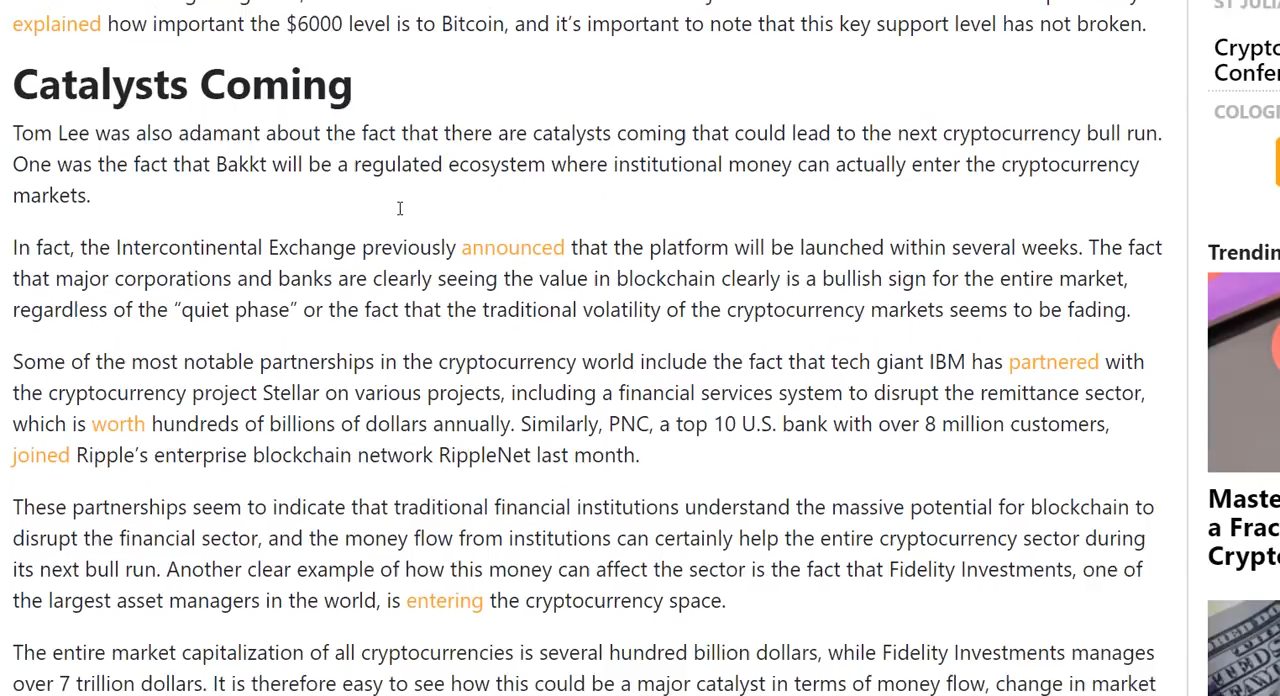 explained how important the $6000 level is to Bitcoin, and it’s important to note that this key support level has not broken.
Catalysts Coming
Tom Lee was also adamant about the fact that there are catalysts coming that could lead to the next cryptocurrency bull run.
One was the fact that Bakkt will be a regulated ecosystem where institutional money can actually enter the cryptocurrency
markets.
In fact, the Intercontinental Exchange previously announced that the platform will be launched within several weeks. The fact
that major corporations and banks are clearly seeing the value in blockchain clearly is a bullish sign for the entire market,
regardless of the “quiet phase” or the fact that the traditional volatility of the cryptocurrency markets seems to be fading.
Some of the most notable partnerships in the cryptocurrency world include the fact that tech giant IBM has partnered with
the cryptocurrency project Stellar on various projects, including a financial services system to disrupt the remittance sector,
which is worth hundreds of billions of dollars annually. Similarly, PNC, a top 10 U.S. bank with over 8 million customers,
joined Ripple’s enterprise blockchain network RippleNet last month.
These partnerships seem to indicate that traditional financial institutions understand the massive potential for blockchain to
disrupt the financial sector, and the money flow from institutions can certainly help the entire cryptocurrency sector during
its next bull run. Another clear example of how this money can affect the sector is the fact that Fidelity Investments, one of
the largest asset managers in the world, is entering the cryptocurrency space.
The entire market capitalization of all cryptocurrencies is several hundred billion dollars, while Fidelity Investments manages
over 7 trillion dollars. It is therefore easy to see how this could be a major catalyst in terms of money flow, change in market
Crypto
Confer
COLOGI
Trendin
Maste
a Frac
Crypto